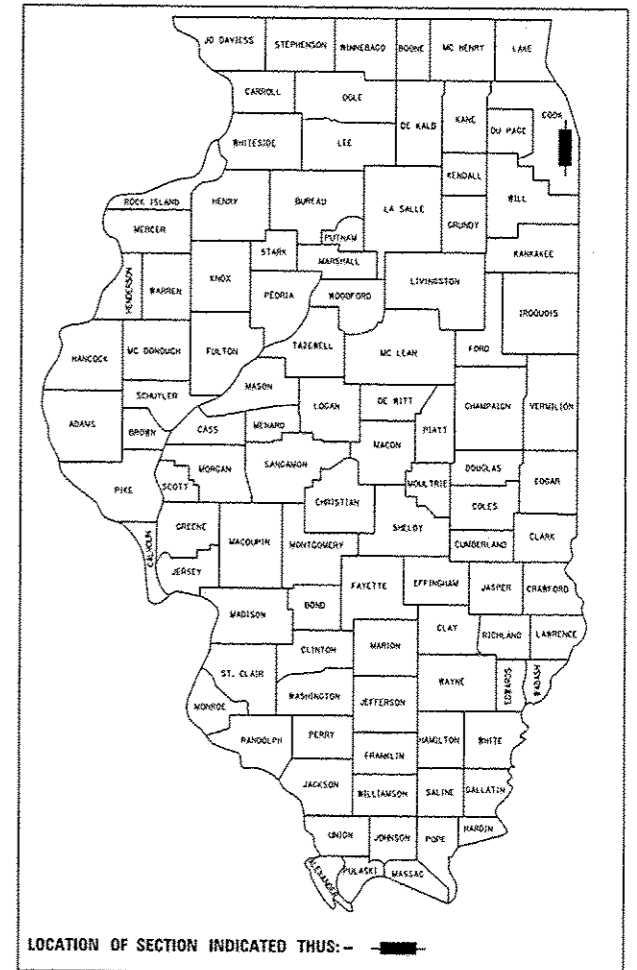 JO DAVIESS STEPHENSON WINNEBAGO BOONE MC HENRY LAKE
CARROLL OGLE DE KALB KANE COOK
DU PAGE
WHITESIDE LEE
KENDALL WILL
ROCK ISLAND HENRY BUREAU LA SALLE
MERCER PUTNAM GRUNDY
STARK MARSHALL KANKAKEE
HENDERSON WARREN KNOX PEORIA WOODFORD LIVINGSTON IROQUOIS
HANCOCK MC DONOUGH FULTON TAZEWELL MC LEAN FORD
MASON
SCHUYLER LOGAN DE WITT CHAMPAIGN VERMILION
ADAMS BROWN CASS MENARD MACON PIATT
MORGAN SANGAMON DOUGLAS
PIKE SCOTT CHRISTIAN MOULTRIE COLES EDGAR
GREENE MACOUPIN MONTGOMERY SHELBY CUMBERLAND CLARK
CALHOUN JERSEY
FAYETTE EFFINGHAM JASPER CRAWFORD
MADISON BOND
CLINTON MARION CLAY RICHLAND LAWRENCE
ST. CLAIR WAYNE EDWARDS WABASH
MONROE WASHINGTON JEFFERSON
RANDOLPH PERRY HAMILTON WHITE
FRANKLIN
JACKSON WILLIAMSON SALINE GALLATIN
UNION JOHNSON POPE HARDIN
ALEXANDER PULASKI MASSAC
LOCATION OF SECTION INDICATED THUS: -